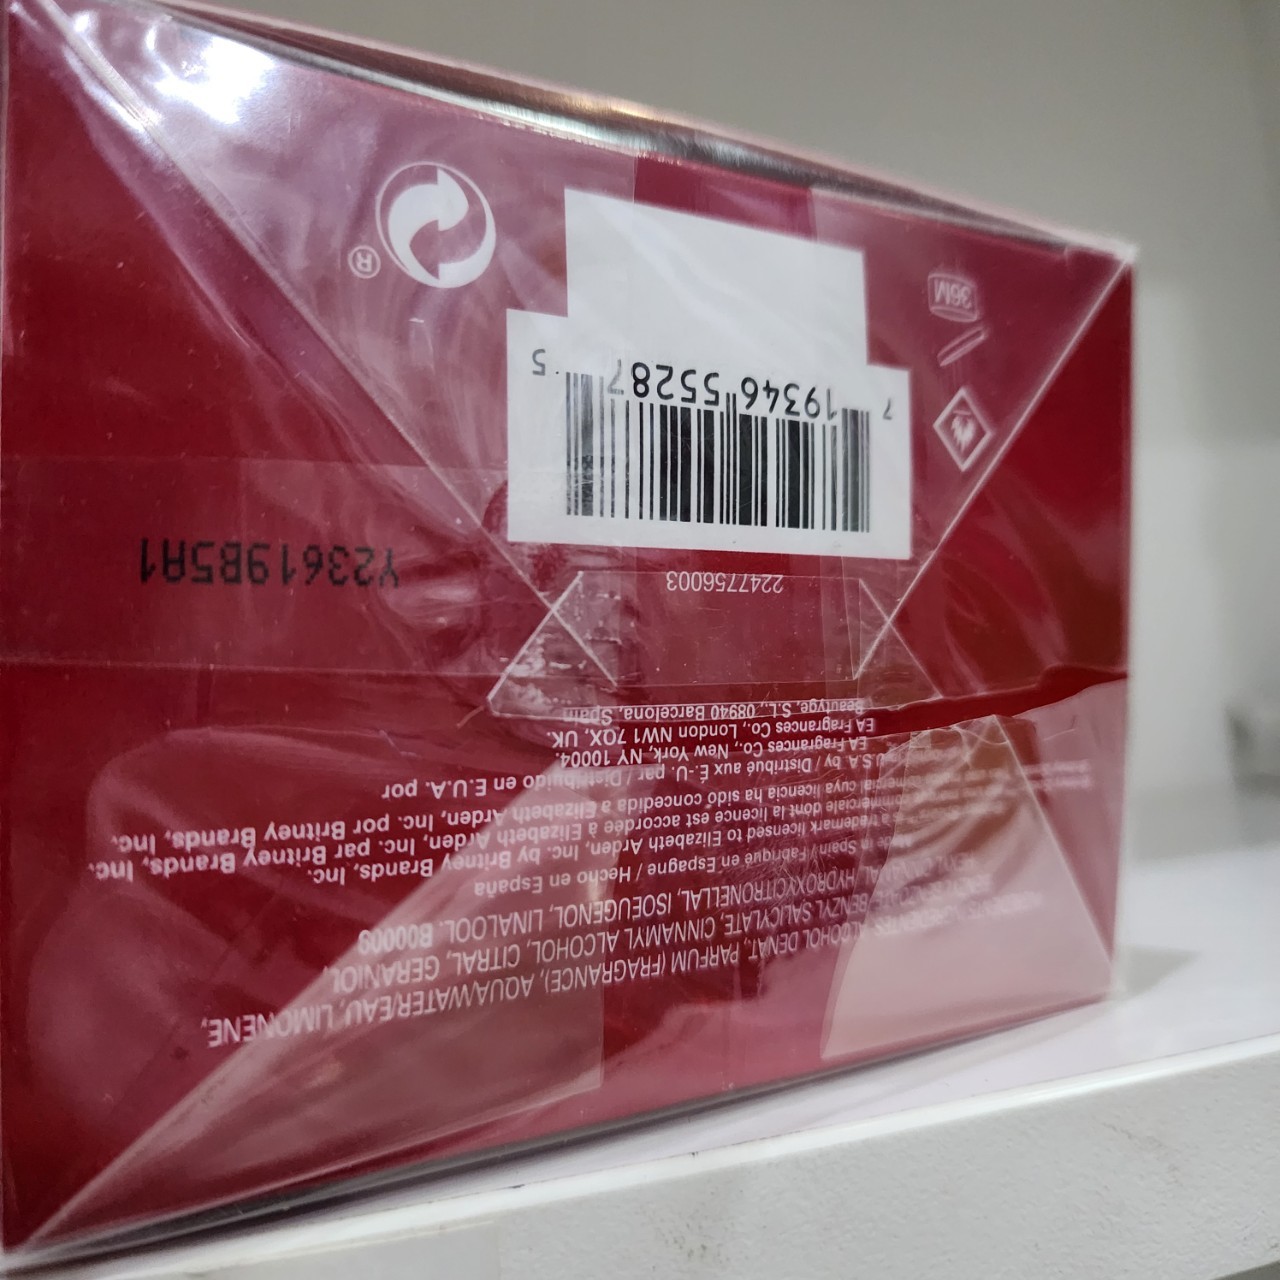 INGREDIENTS: ALCOHOL DENAT, PARFUM (FRAGRANCE), AQUA/WATER/EAU, LIMONENE,
BENZYL SALICYLATE, CINNAMYL ALCOHOL, CITRAL, GERANIOL,
HYDROXYCITRONELLAL, ISOEUGENOL, LINALOOL. B00009
Made in Spain / Fabriqué en Espagne / Hecho en España
is a trademark licensed to Elizabeth Arden, Inc. by Britney Brands, Inc.
commerciale dont la licence est accordée à Elizabeth Arden, Inc. par Britney Brands, Inc.
comercial cuya licencia ha sido concedida a Elizabeth Arden, Inc. por Britney Brands, Inc.
U.S.A. by / Distribué aux É.-U. par / Distribuido en E.U.A. por
EA Fragrances Co., New York, NY 10004.
EA Fragrances Co., London NW1 7QX, UK.
Beautyge, S.L., 08940 Barcelona, Spain
2247756003
Y23619B5A1
7 19346 55287 5
36M
®